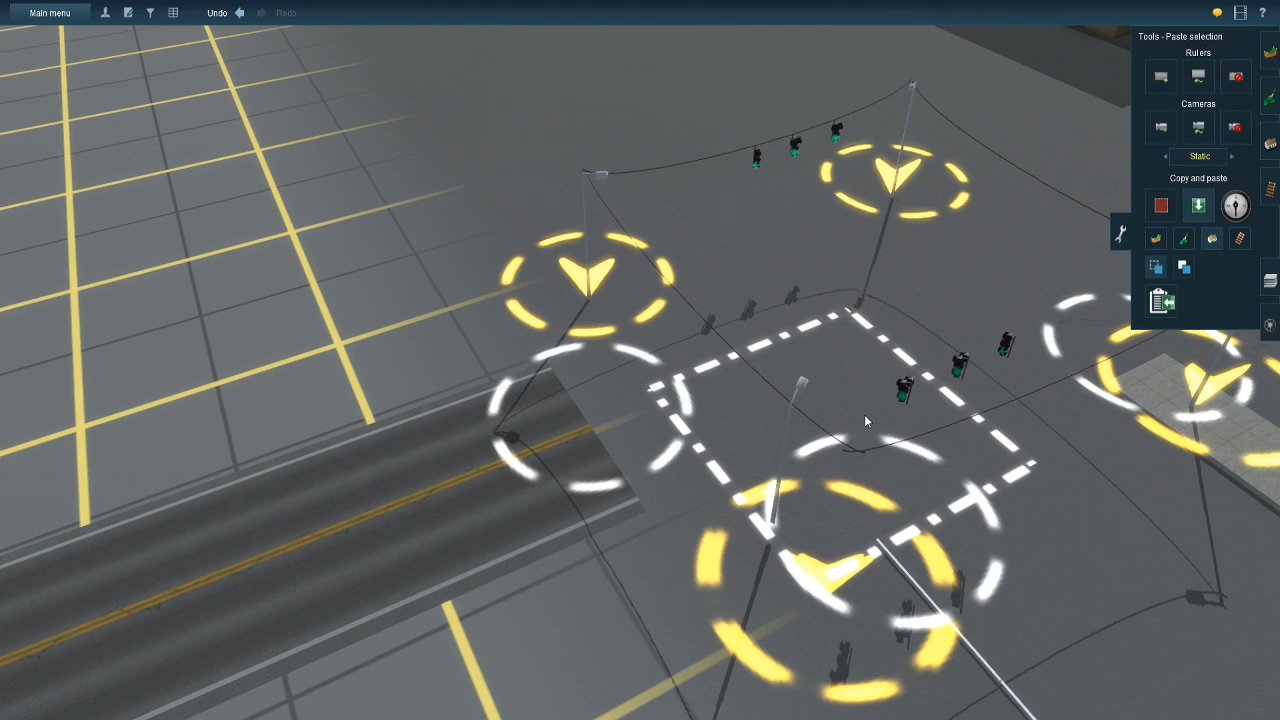 Main menu
Undo
Redo
Tools - Paste selection
Rulers
Cameras
Static
Copy and paste